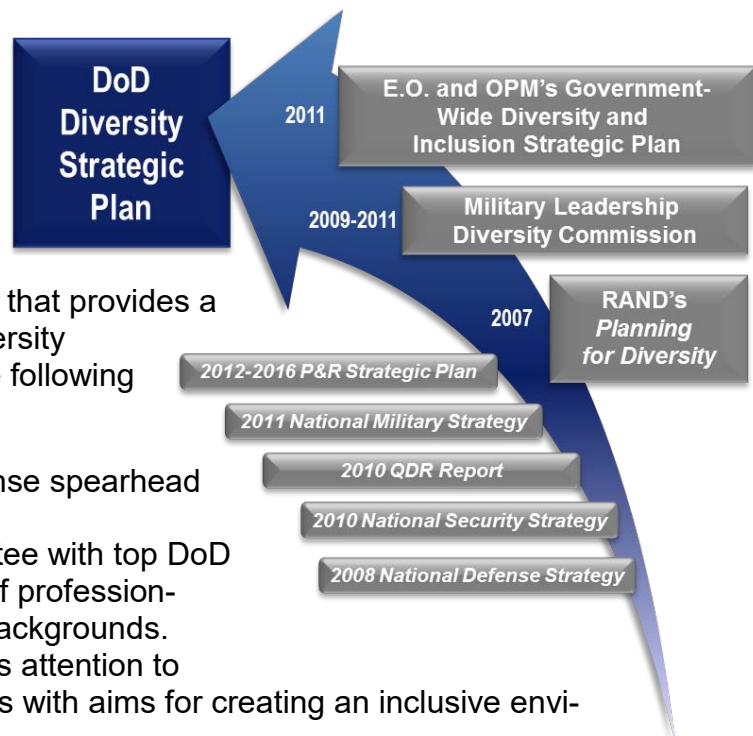 DoD
Diversity
Strategic
Plan
2011
E.O. and OPM's Government-
Wide Diversity and
Inclusion Strategic Plan
2009-2011
Military Leadership
Diversity Commission
2007
RAND's
Planning
for Diversity
2012-2016 P&R Strategic Plan
2011 National Military Strategy
2010 QDR Report
2010 National Security Strategy
2008 National Defense Strategy
that provides a
ersity
following
nse spearhead
tee with top DoD
f profession-
ackgrounds.
s attention to
s with aims for creating an inclusive envi-